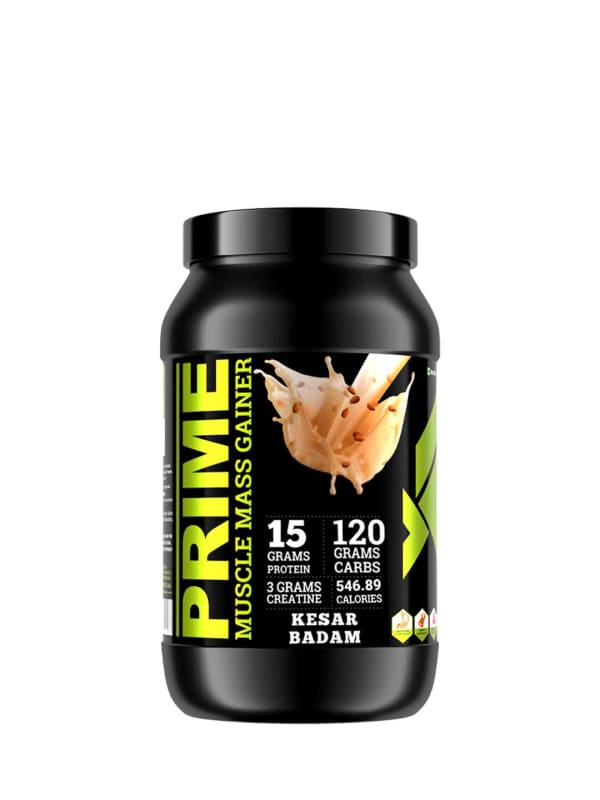 PRIME
MUSCLE MASS GAINER
15
GRAMS
PROTEIN
120
GRAMS
CARBS
3 GRAMS
CREATINE
546.89
CALORIES
KESAR
BADAM